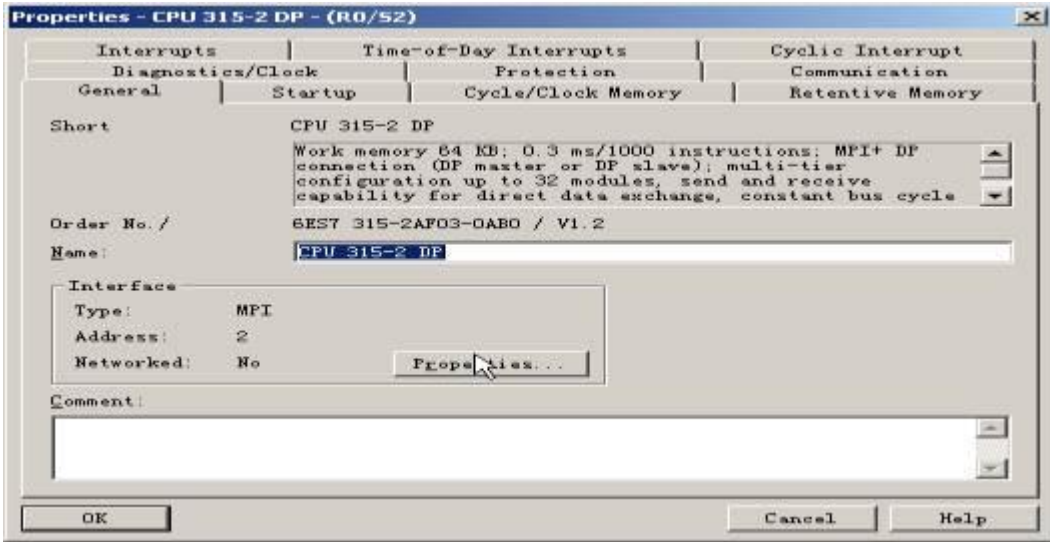 Properties - CPU 315-2 DP - (R0/S2)
Interrupts Time-of-Day Interrupts Cyclic Interrupt
Diagnostics/Clock Protection Communication
General Startup Cycle/Clock Memory Retentive Memory
Short CPU 315-2 DP
Work memory 64 KB; 0.3 ms/1000 instructions; MPI+ DP
connection (DP master or DP slave); multi-tier
configuration up to 32 modules, send and receive
capability for direct data exchange, constant bus cycle
Order No./ 6ES7 315-2AF03-0AB0 / V1.2
Name: CPU 315-2 DP
Interface
Type: MPI
Address: 2
Networked: No Properties...
Comment:
OK Cancel Help